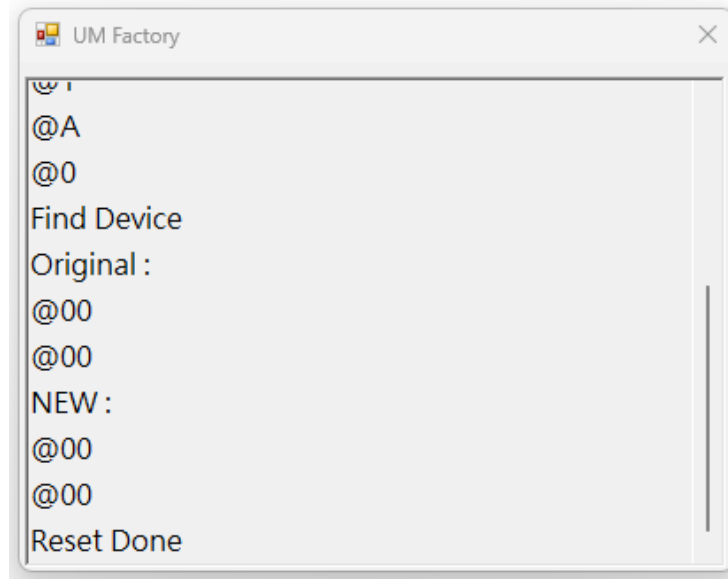 UM Factory
@A
@0
Find Device
Original :
@00
@00
NEW :
@00
@00
Reset Done